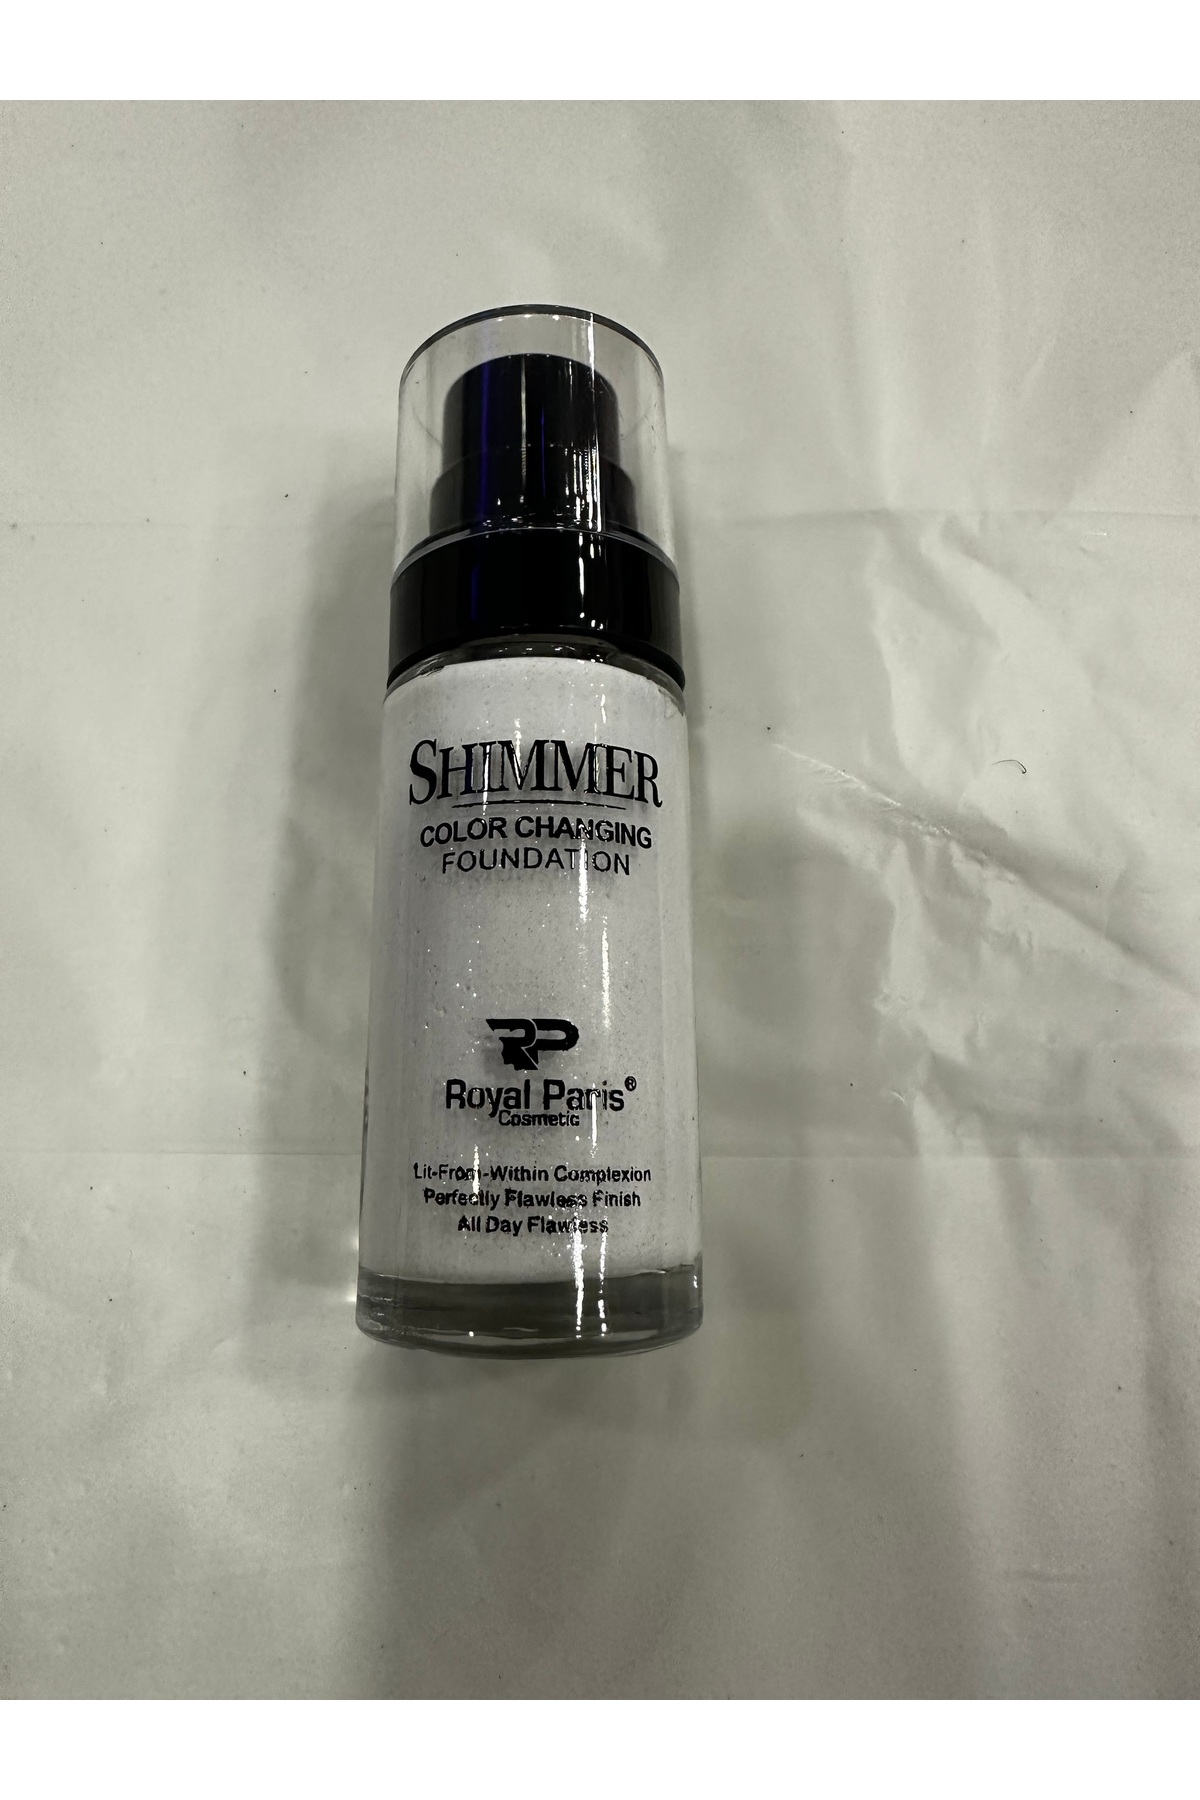 SHIMMER
COLOR CHANGING
FOUNDATION
RP
Royal Paris®
Cosmetic
Lit-From-Within Complexion
Perfectly Flawless Finish
All Day Flawless